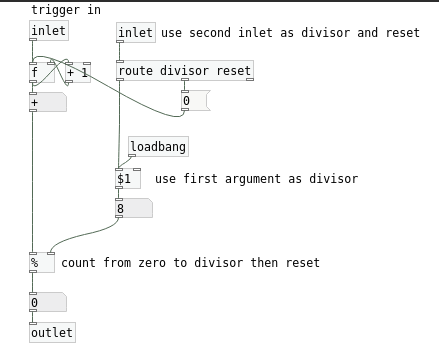 trigger in
inlet
inlet use second inlet as divisor and reset
f + 1
route divisor reset
+
0
loadbang
$1 use first argument as divisor
8
% count from zero to divisor then reset
0
outlet